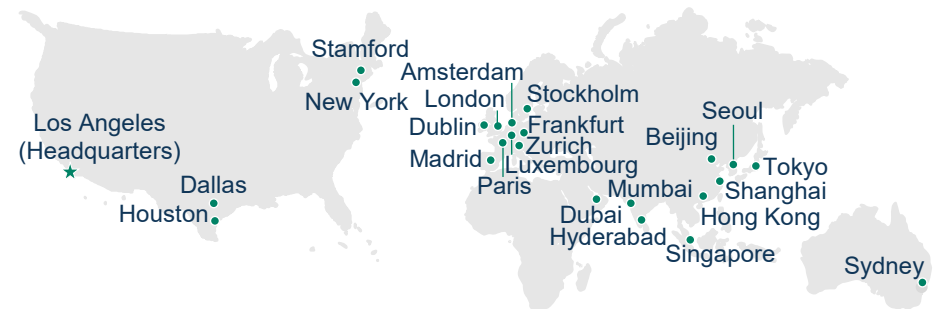 Stamford
New York
Los Angeles
(Headquarters)
Dallas
Houston
Amsterdam
London
Stockholm
Dublin
Frankfurt
Zurich
Madrid
Luxembourg
Paris
Seoul
Beijing
Tokyo
Mumbai
Shanghai
Dubai
Hong Kong
Hyderabad
Singapore
Sydney